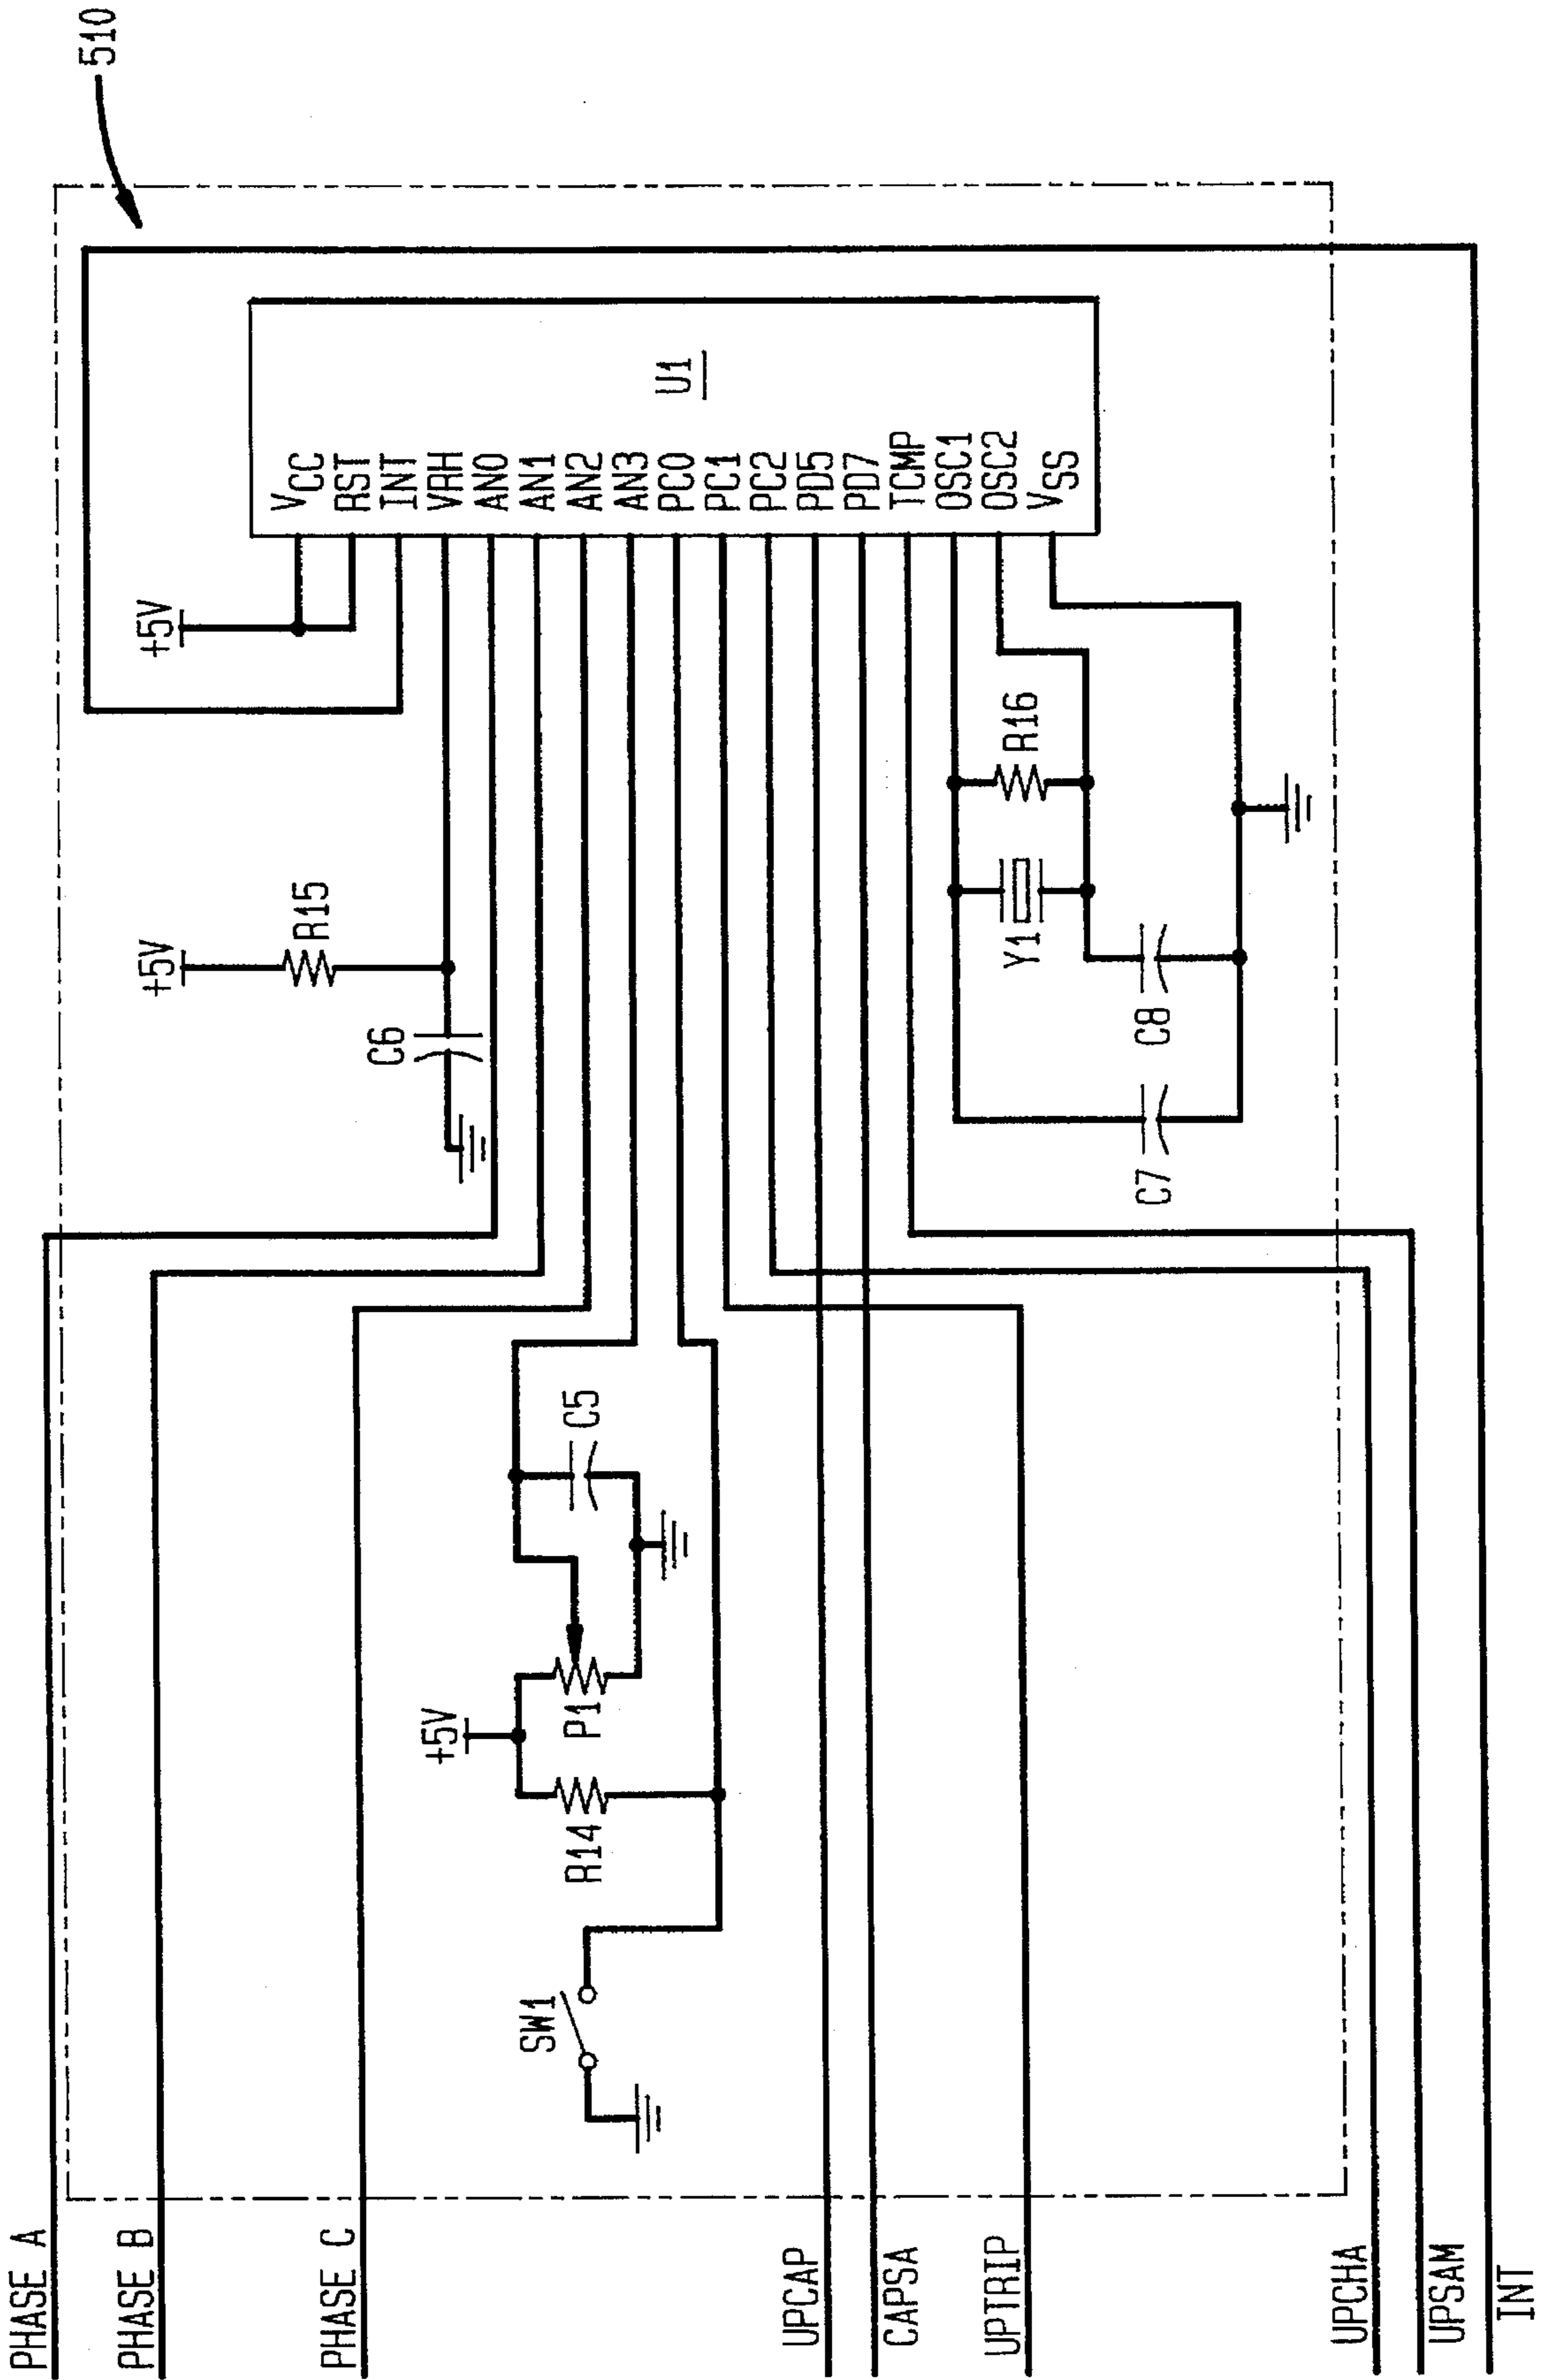 510
+5V
+5V
R15
C6
VCC
RST
INT
VRH
AN0
AN1
AN2
AN3
PC0
PC1
PC2
PD5
PD7
TCMP
OSC1
OSC2
VSS
U1
PHASE A
PHASE B
PHASE C
+5V
SW1
R14
P1
C5
UPCAP
CAPSA
UPTRIP
Y1
R16
C7
C8
UPCHA
UPSAM
INT